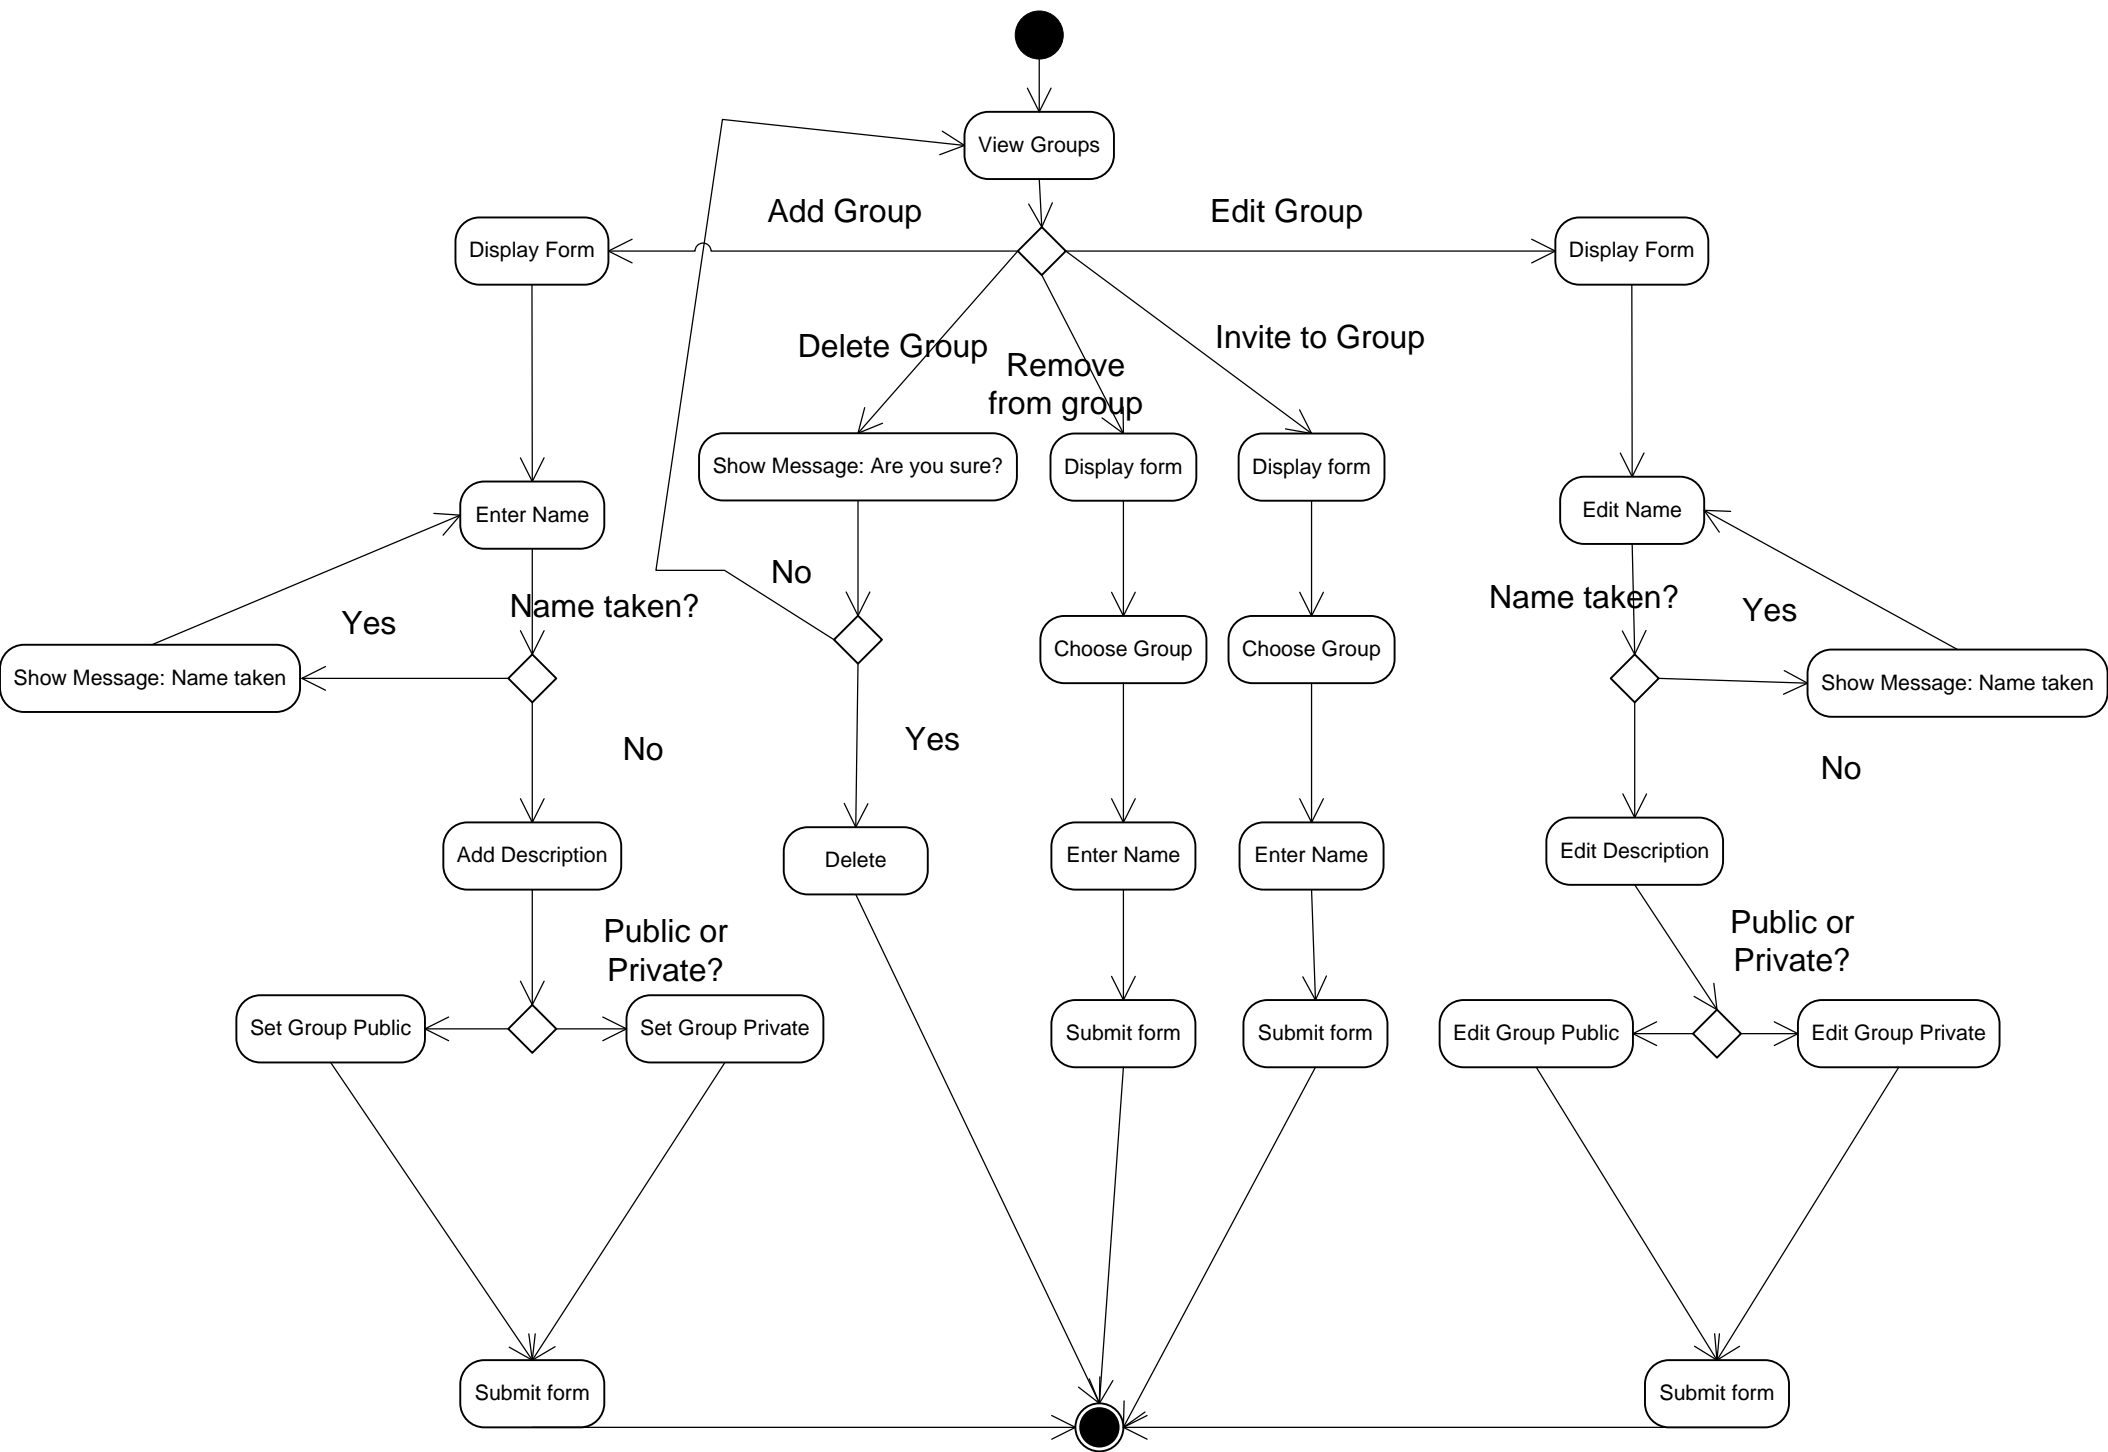 View Groups
Add Group
Edit Group
Display Form
Display Form
Delete Group
Remove
from group
Invite to Group
Show Message: Are you sure?
Display form
Display form
Enter Name
Edit Name
No
Name taken?
Yes
Name taken?
Yes
Show Message: Name taken
Choose Group
Choose Group
Show Message: Name taken
No
Yes
No
Add Description
Delete
Enter Name
Enter Name
Edit Description
Public or
Private?
Public or
Private?
Set Group Public
Set Group Private
Submit form
Submit form
Edit Group Public
Edit Group Private
Submit form
Submit form